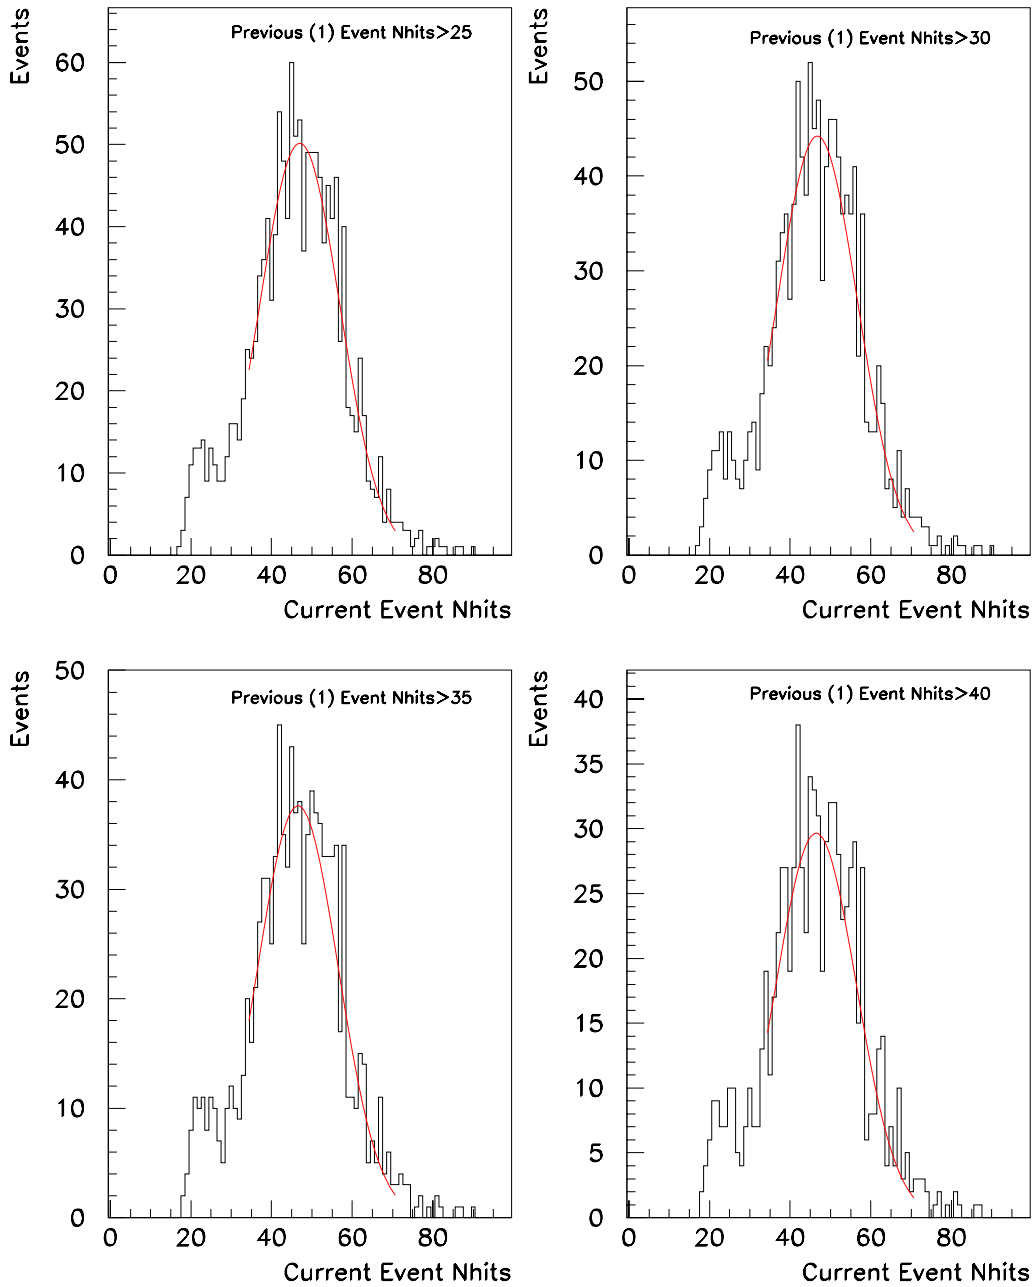 Events
Previous (1) Event Nhits>25
60
50
40
30
20
10
0
0 20 40 60 80
Current Event Nhits
Events
Previous (1) Event Nhits>30
50
40
30
20
10
0
0 20 40 60 80
Current Event Nhits
Events
Previous (1) Event Nhits>35
50
40
30
20
10
0
0 20 40 60 80
Current Event Nhits
Events
Previous (1) Event Nhits>40
40
35
30
25
20
15
10
5
0
0 20 40 60 80
Current Event Nhits